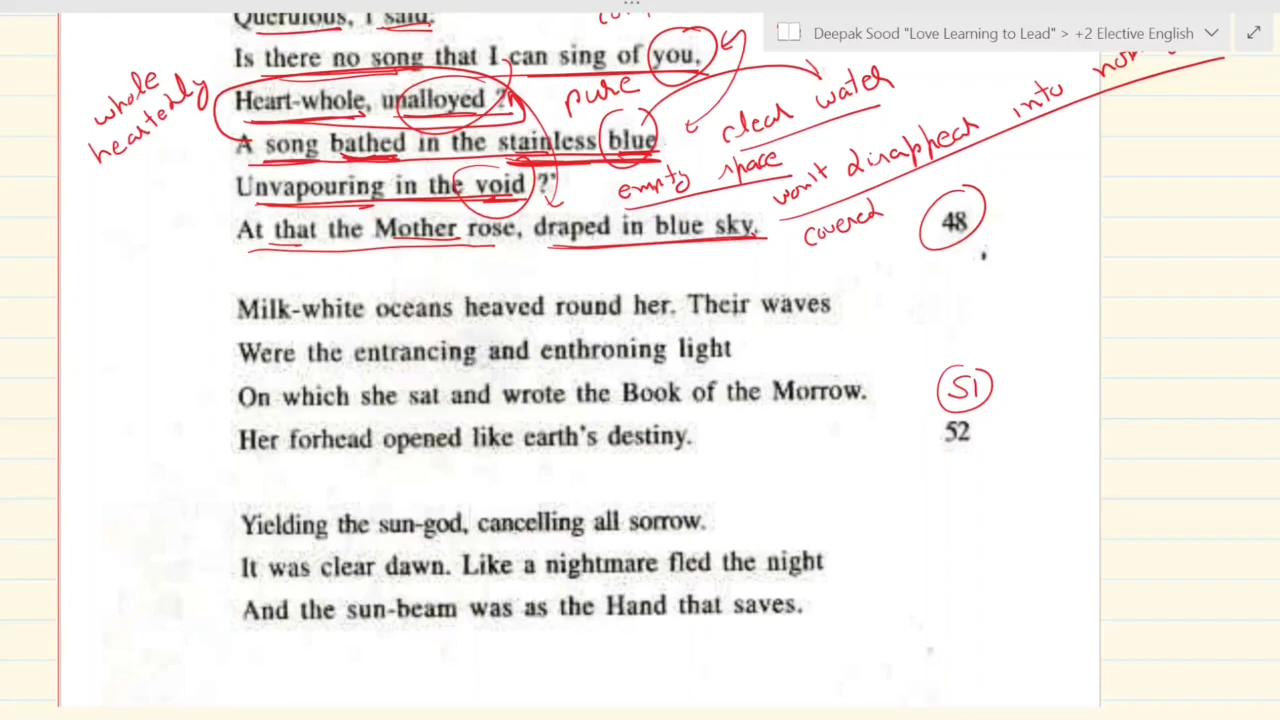 Querulous, I said:
Deepak Sood "Love Learning to Lead" > +2 Elective English
Is there no song that I can sing of you,
whole heartenly
Heart-whole, unalloyed ?
pure
clear water
A song bathed in the stainless blue
empty space
won't disappear into
Unvapouring in the void ?'
covered
At that the Mother rose, draped in blue sky.
48
Milk-white oceans heaved round her. Their waves
Were the entrancing and enthroning light
On which she sat and wrote the Book of the Morrow.
51
Her forhead opened like earth's destiny.
52
Yielding the sun-god, cancelling all sorrow.
It was clear dawn. Like a nightmare fled the night
And the sun-beam was as the Hand that saves.